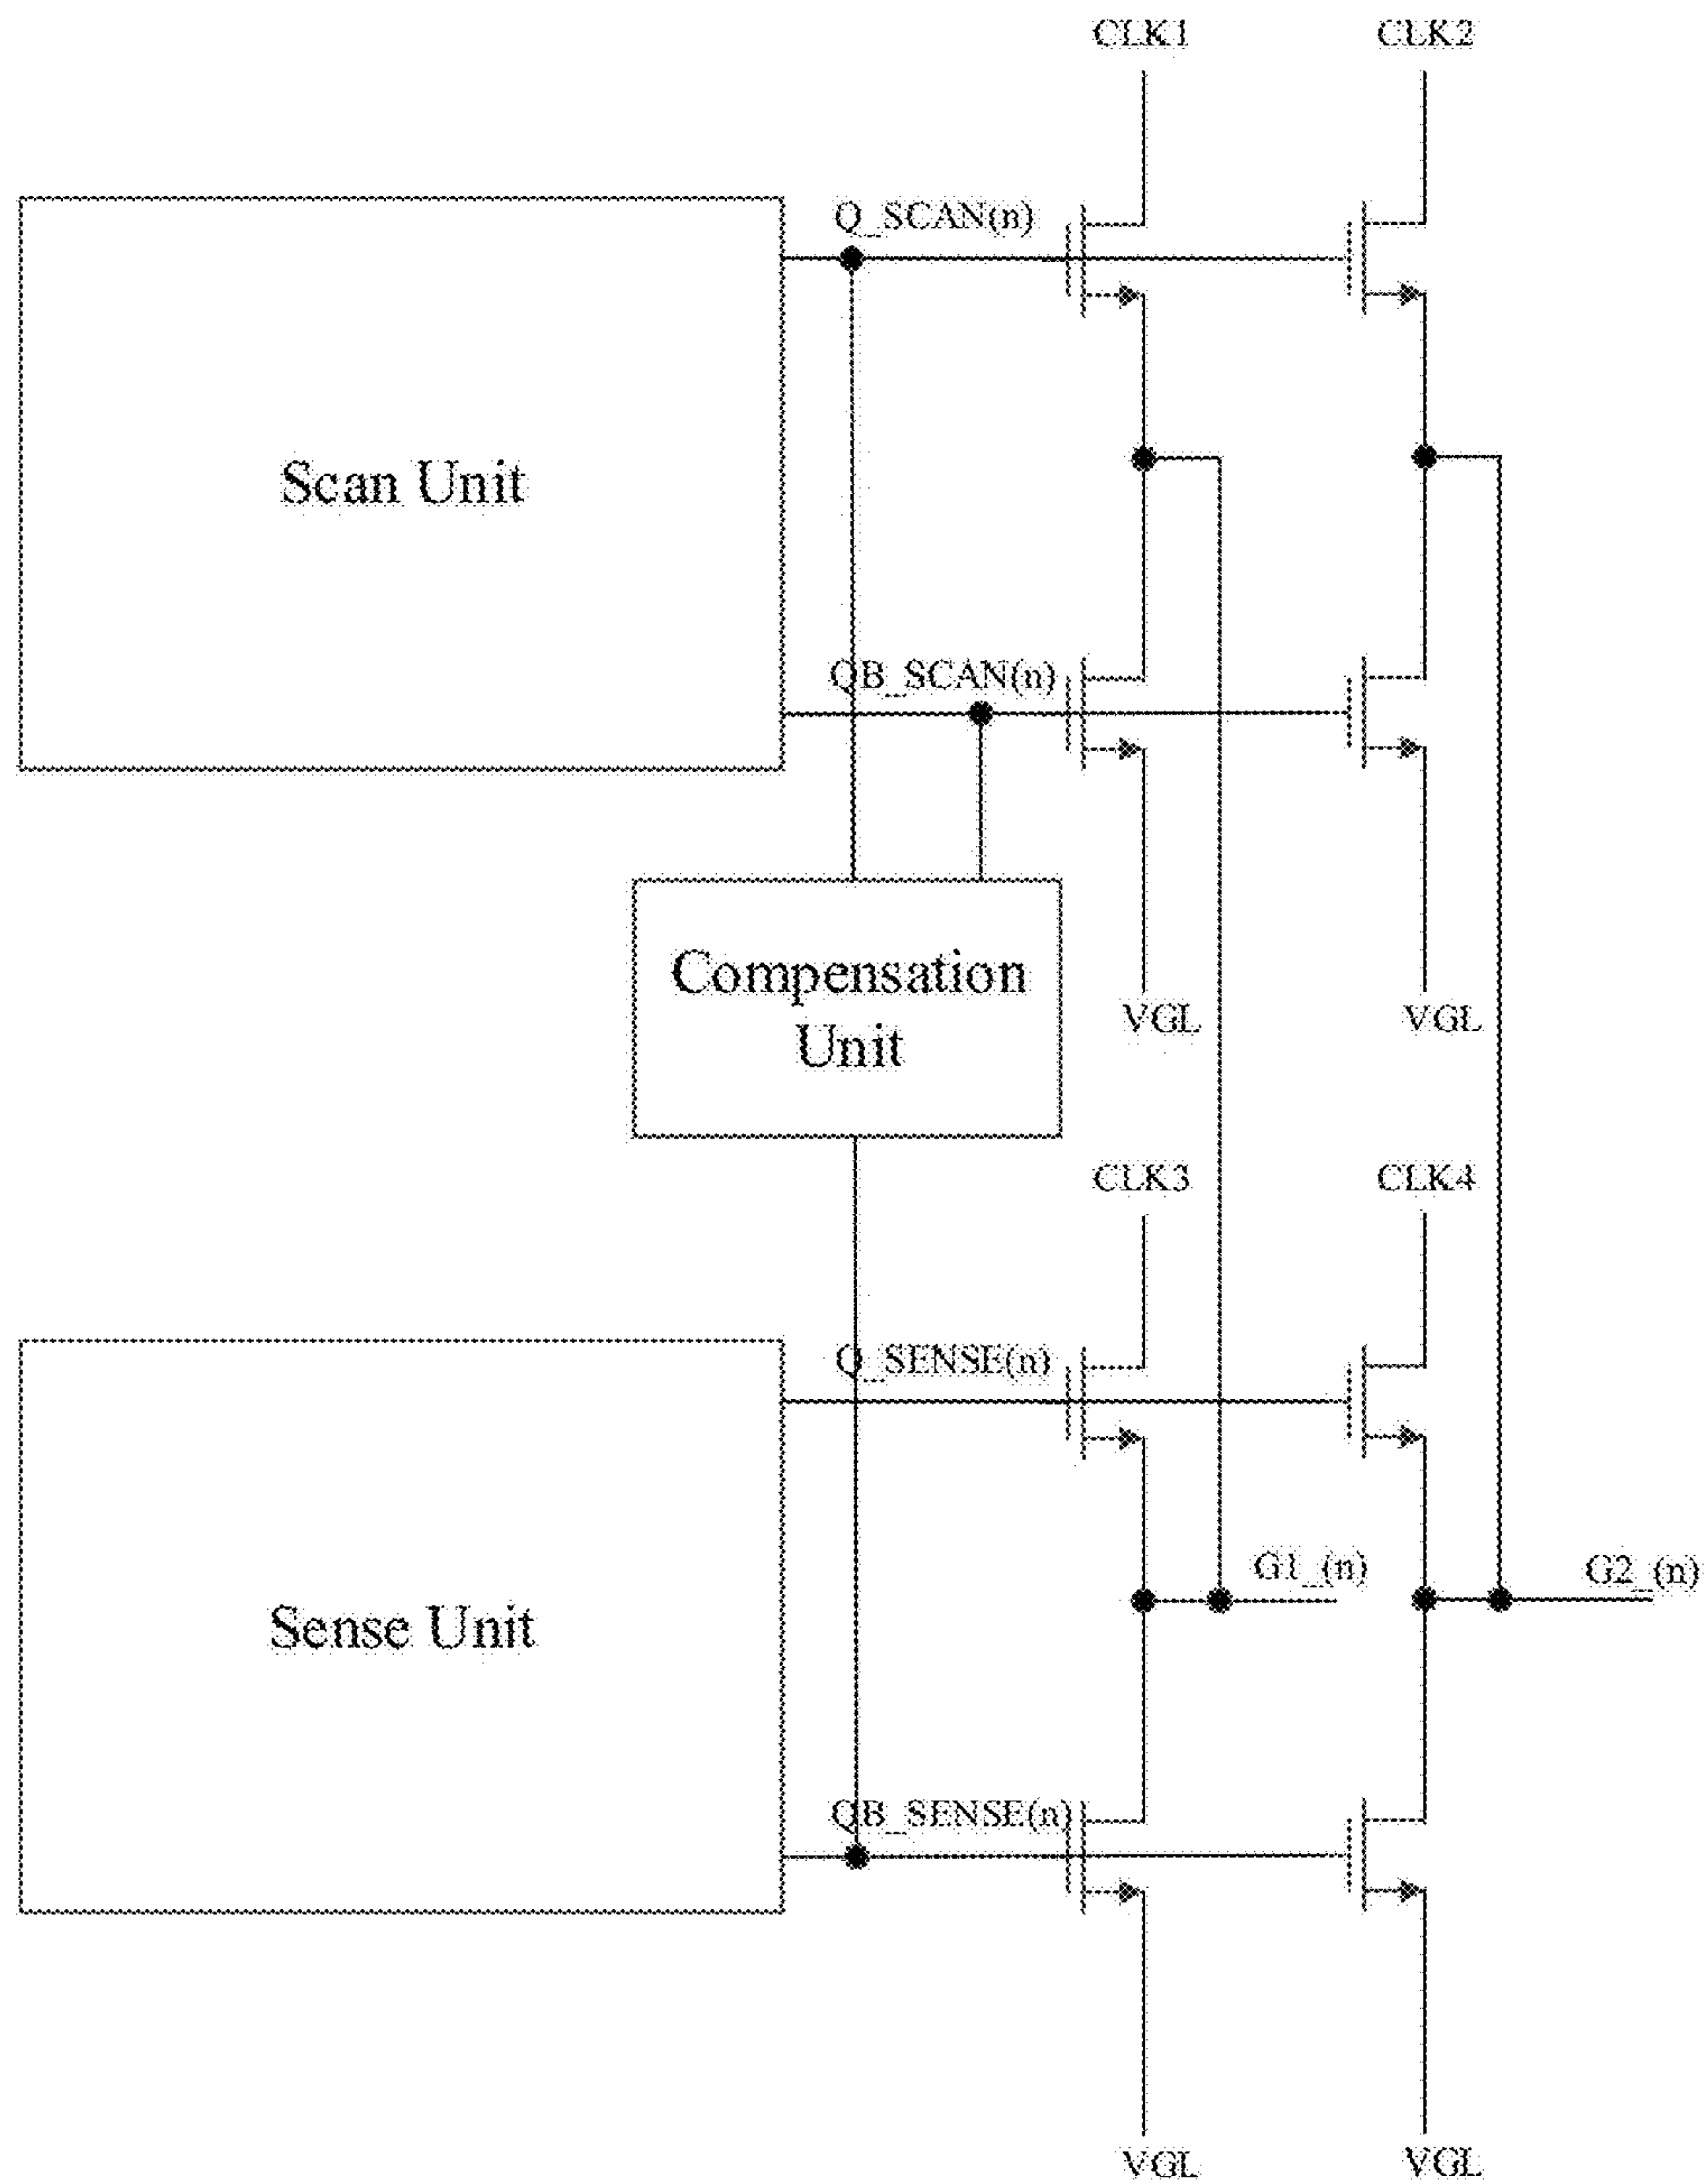 CLK1
CLK2
Q_SCAN(n)
Scan Unit
QB_SCAN(n)
Compensation
Unit
VGL
VGL
CLK3
CLK4
Q_SENSE(n)
G1_(n)
G2_(n)
Sense Unit
QB_SENSE(n)
VGL
VGL